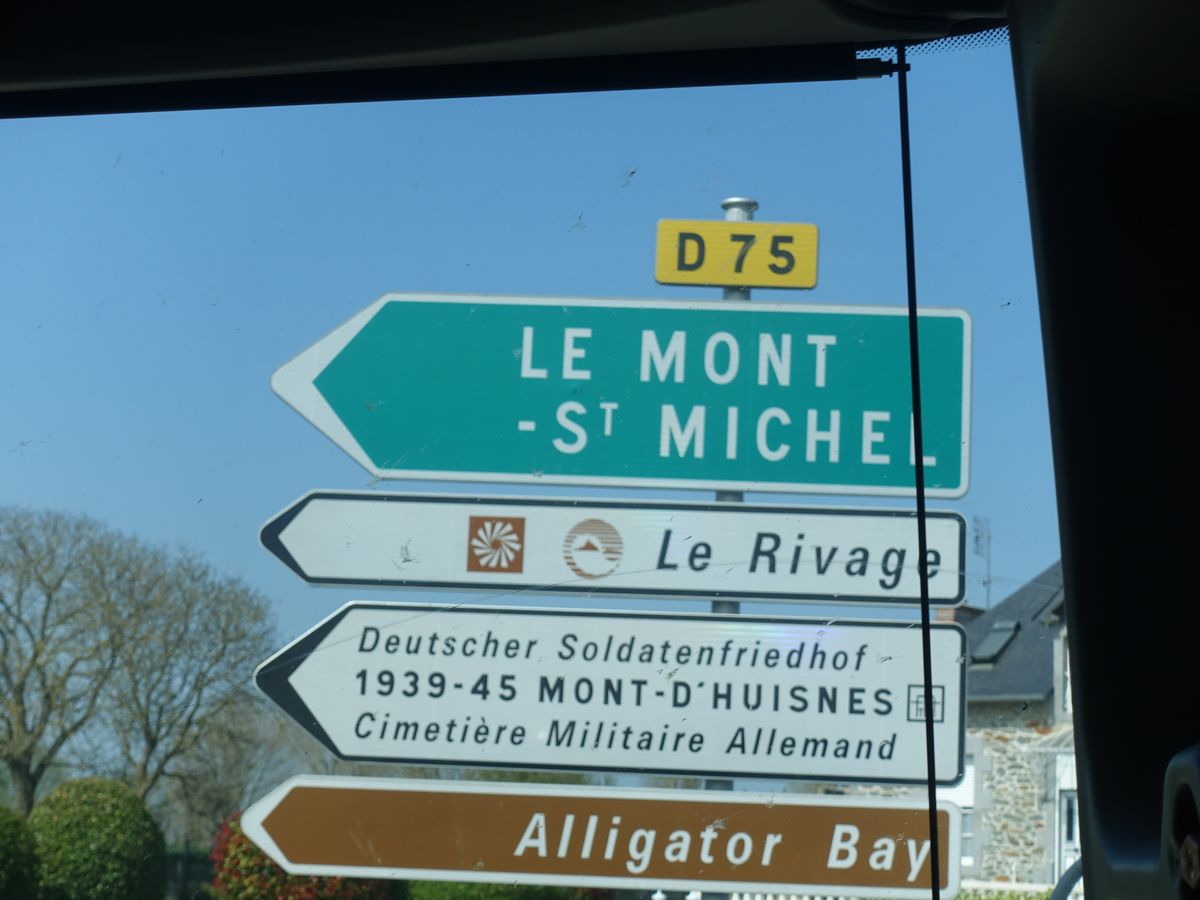 D 75
LE MONT
-ST MICHEL
Le Rivage
Deutscher Soldatenfriedhof
1939-45 MONT-D'HUISNES
Cimetière Militaire Allemand
Alligator Bay